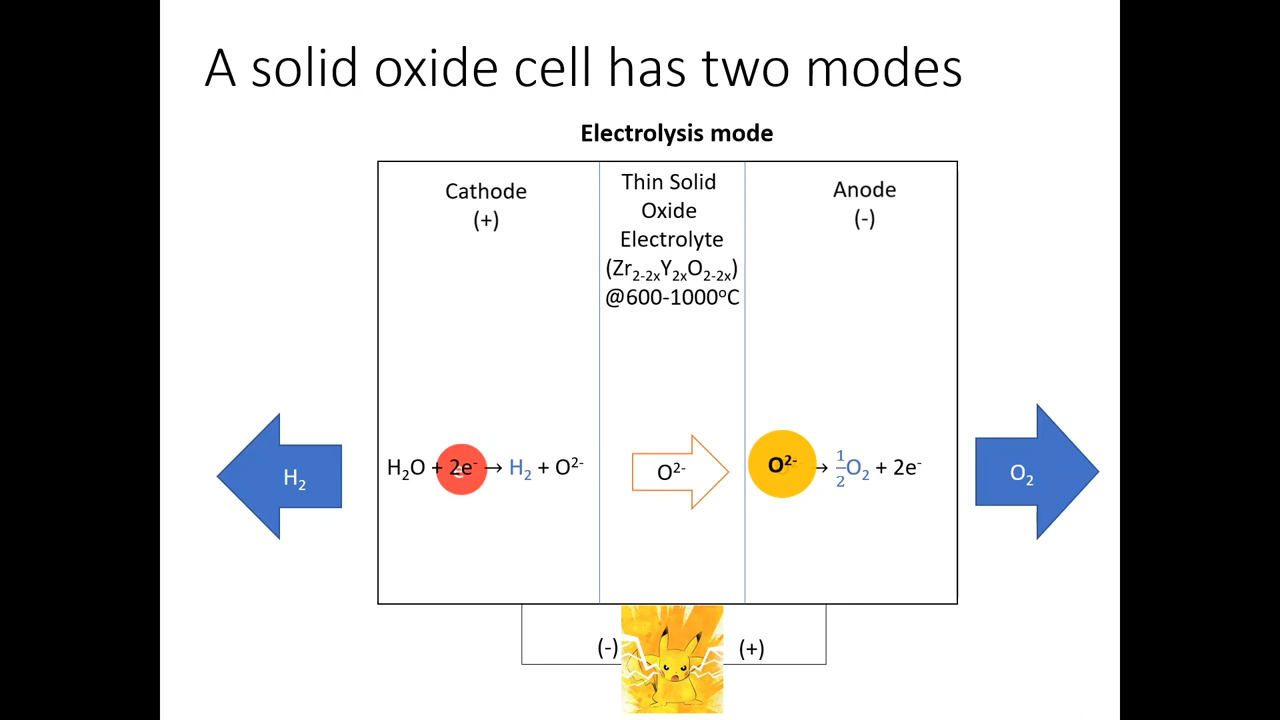 A solid oxide cell has two modes
Electrolysis mode
Cathode
(+)
Thin Solid
Oxide
Electrolyte
(Zr₂₋₂ₓY₂ₓO₂₋₂ₓ)
@600-1000ᵒC
Anode
(-)
H₂
H₂O + 2e⁻ → H₂ + O²⁻
O²⁻
O²⁻ → ½O₂ + 2e⁻
O₂
(-)
(+)